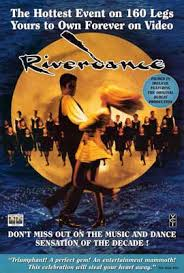 The Hottest Event on 160 Legs
Yours to Own Forever on Video
Riverdance
FILMED IN
IRELAND, FEATURING
THE ORIGINAL
DUBLIN
PRODUCTION
DON'T MISS OUT ON THE MUSIC AND DANCE
SENSATION OF THE DECADE !
"Triumphant! A perfect gem! An entertainment mammoth!
This celebration will steal your heart away."